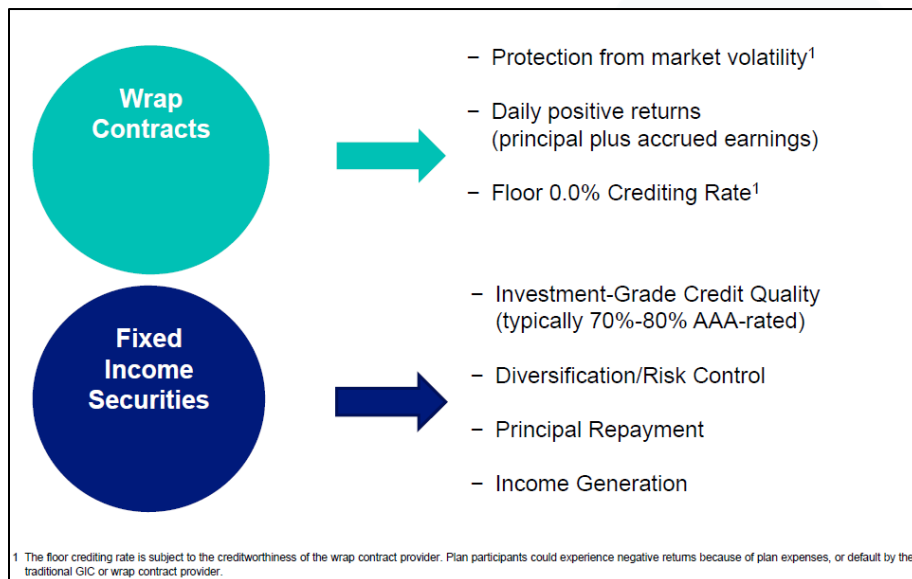 Wrap
Contracts
– Protection from market volatility¹
– Daily positive returns
(principal plus accrued earnings)
– Floor 0.0% Crediting Rate¹
Fixed
Income
Securities
– Investment-Grade Credit Quality
(typically 70%-80% AAA-rated)
– Diversification/Risk Control
– Principal Repayment
– Income Generation
1 The floor crediting rate is subject to the creditworthiness of the wrap contract provider. Plan participants could experience negative returns because of plan expenses, or default by the
traditional GIC or wrap contract provider.